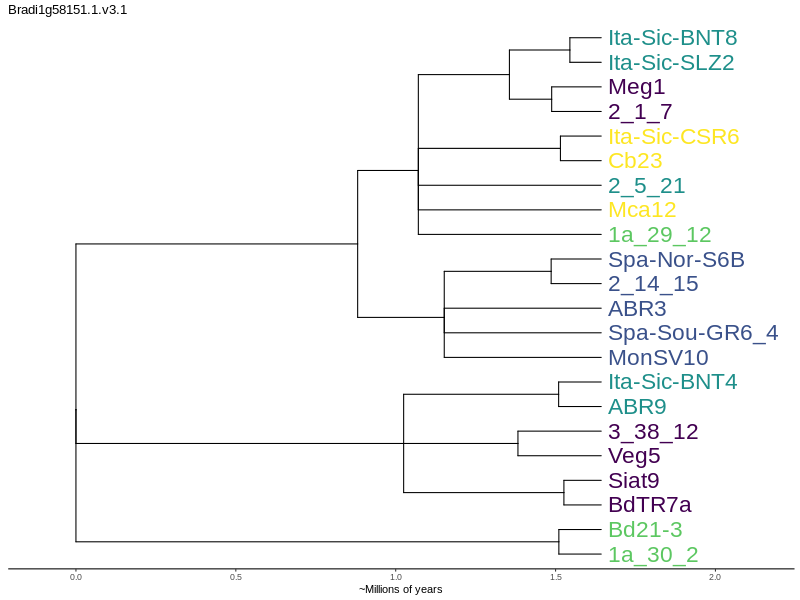 Bradi1g58151.1.v3.1
Ita-Sic-BNT8
Ita-Sic-SLZ2
Meg1
2_1_7
Ita-Sic-CSR6
Cb23
2_5_21
Mca12
1a_29_12
Spa-Nor-S6B
2_14_15
ABR3
Spa-Sou-GR6_4
MonSV10
Ita-Sic-BNT4
ABR9
3_38_12
Veg5
Siat9
BdTR7a
Bd21-3
1a_30_2
0.0 0.5 1.0 1.5 2.0
~Millions of years